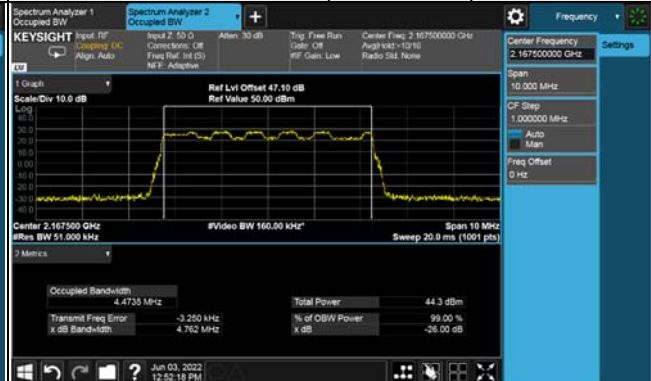 Spectrum Analyzer 1
Occupied BW
Spectrum Analyzer 2
Occupied BW
+
Frequency
KEYSIGHT
Input: RF
Coupling: DC
Align: Auto
Input Z: 50 Ω
Corrections: Off
Freq Ref: Int (S)
NFE: Adaptive
Atten: 30 dB
Trig: Free Run
Gate: Off
#IF Gain: Low
Center Freq: 2.167500000 GHz
Avg|Hold:>10/10
Radio Std: None
Center Frequency
2.167500000 GHz
Settings
Span
10.000 MHz
CF Step
1.000000 MHz
Auto
Man
Freq Offset
0 Hz
1 Graph
Scale/Div 10.0 dB
Ref Lvl Offset 47.10 dB
Ref Value 50.00 dBm
Log
40.0
30.0
20.0
10.0
0.00
-10.0
-20.0
-30.0
-40.0
Center 2.167500 GHz
#Res BW 51.000 kHz
#Video BW 160.00 kHz*
Span 10 MHz
Sweep 20.0 ms (1001 pts)
2 Metrics
Occupied Bandwidth
4.4735 MHz
Total Power 44.3 dBm
Transmit Freq Error -3.250 kHz
% of OBW Power 99.00 %
x dB Bandwidth 4.762 MHz
x dB -26.00 dB
?
Jun 03, 2022
12:52:18 PM